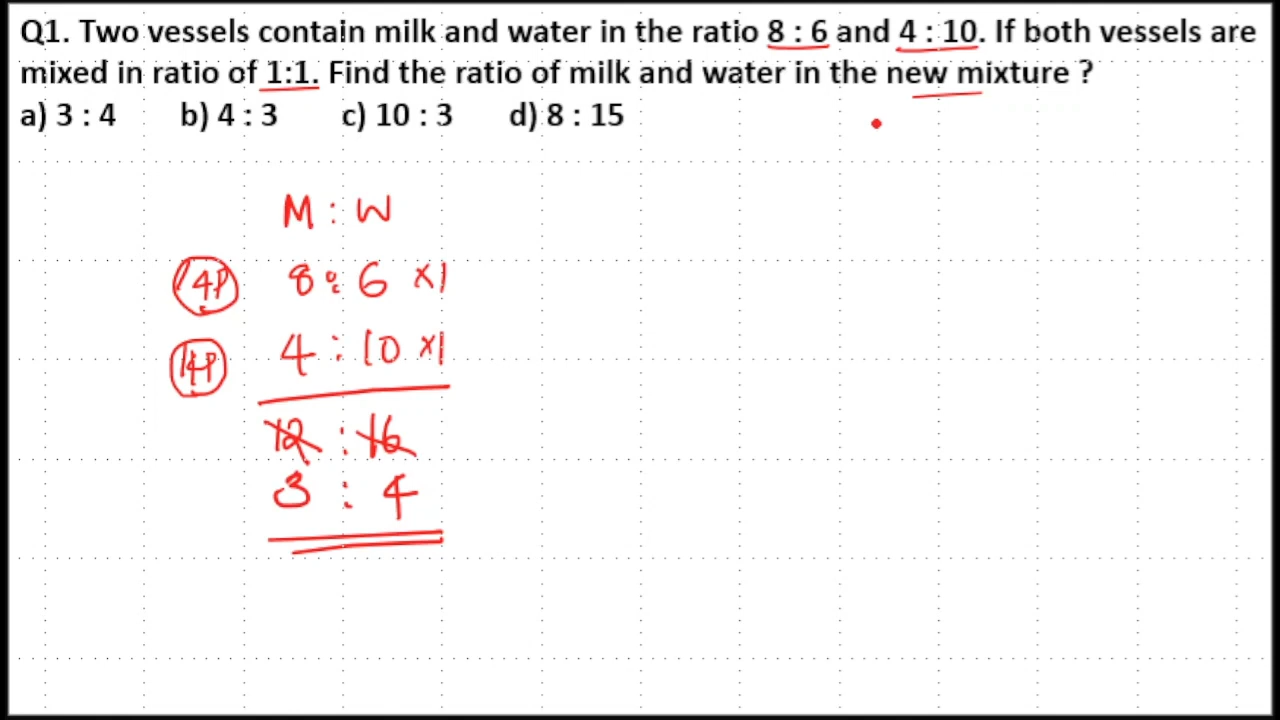 Q1. Two vessels contain milk and water in the ratio 8 : 6 and 4 : 10. If both vessels are
mixed in ratio of 1:1. Find the ratio of milk and water in the new mixture ?
a) 3 : 4 b) 4 : 3 c) 10 : 3 d) 8 : 15
M : W
14P 8 : 6 ×1
14P 4 : 10 ×1
12 : 16
3 : 4